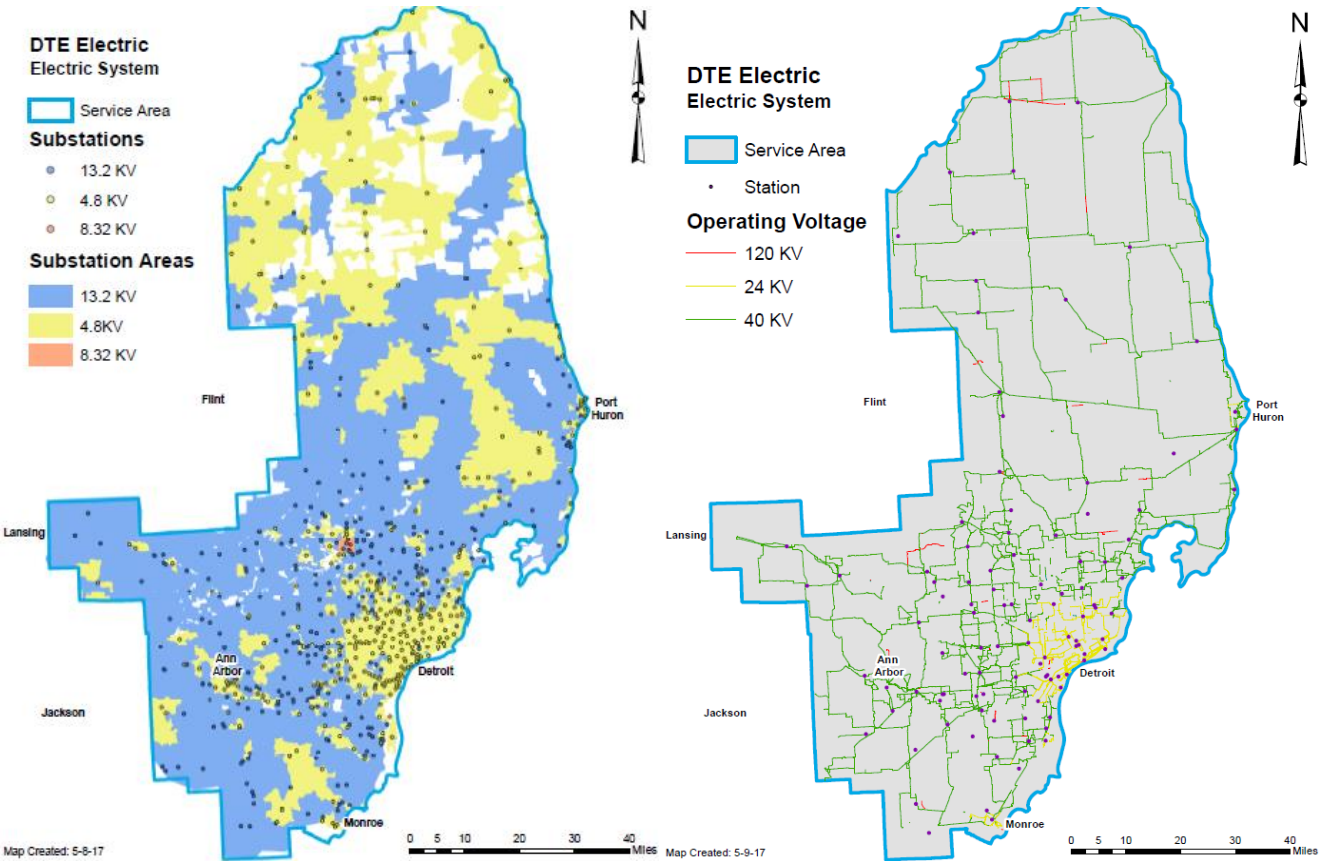 DTE Electric
Electric System
Service Area
Substations
13.2 KV
4.8 KV
8.32 KV
Substation Areas
13.2 KV
4.8KV
8.32 KV
N
Flint
Port
Huron
Lansing
Ann
Arbor
Detroit
Jackson
Monroe
0 5 10 20 30 40
Miles
Map Created: 5-8-17
DTE Electric
Electric System
Service Area
Station
Operating Voltage
120 KV
24 KV
40 KV
N
Flint
Port
Huron
Lansing
Ann
Arbor
Detroit
Jackson
Monroe
0 5 10 20 30 40
Miles
Map Created: 5-9-17